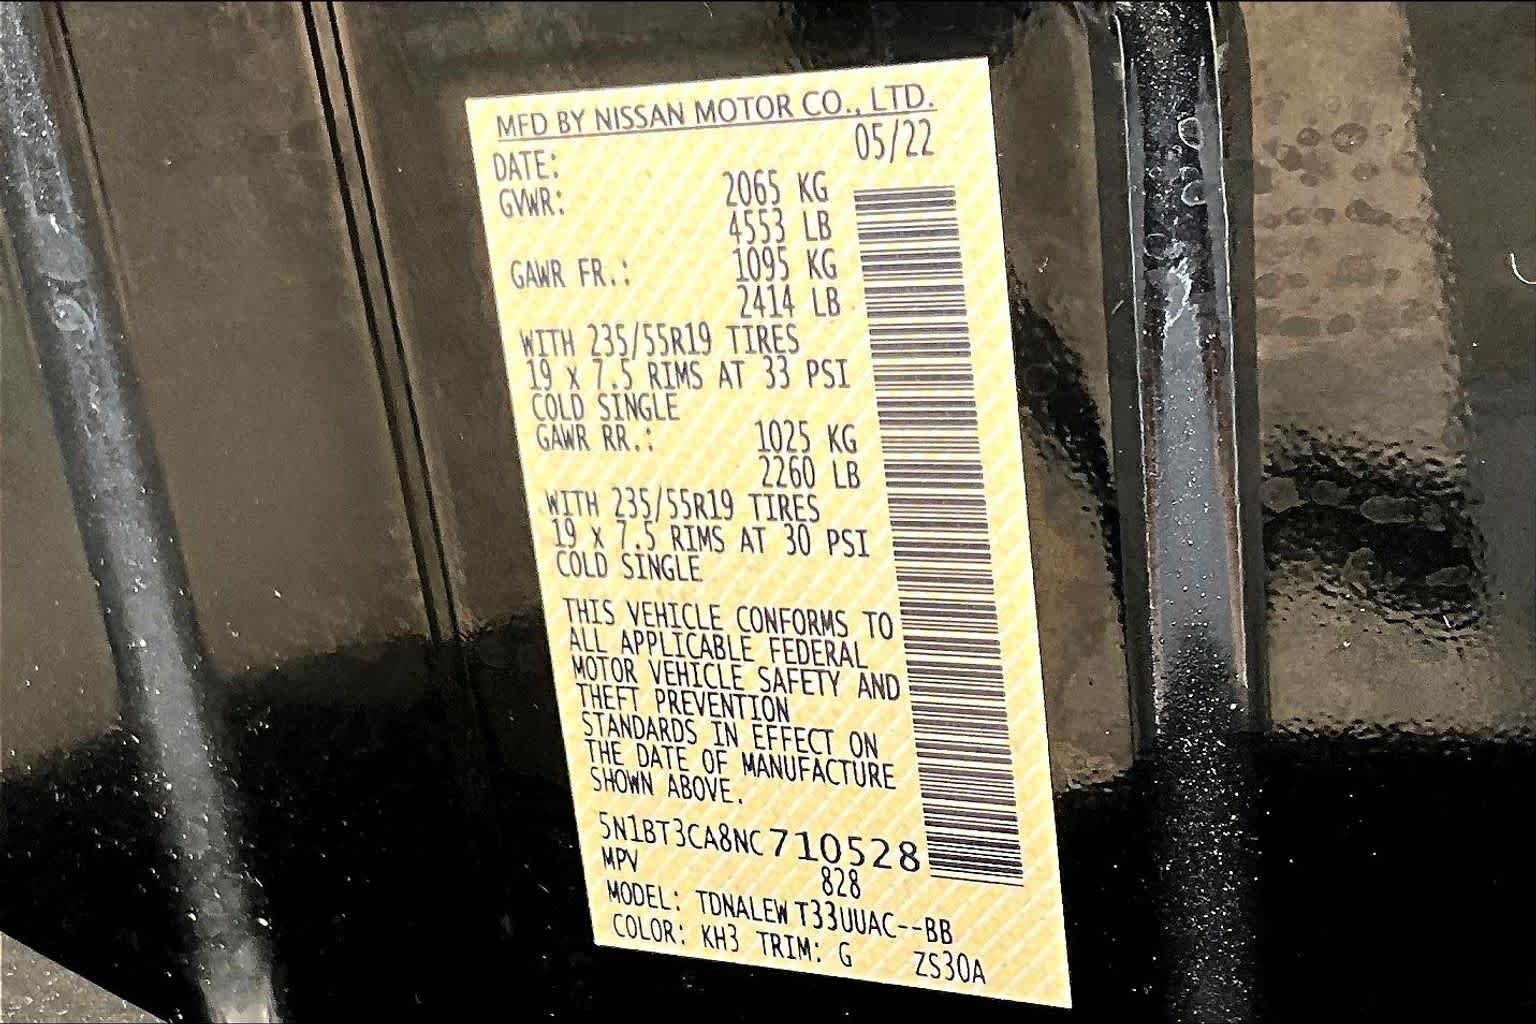 MFD BY NISSAN MOTOR CO., LTD.
DATE: 05/22
GVWR: 2065 KG
4553 LB
GAWR FR.: 1095 KG
2414 LB
WITH 235/55R19 TIRES
19 X 7.5 RIMS AT 33 PSI
COLD SINGLE
GAWR RR.: 1025 KG
2260 LB
WITH 235/55R19 TIRES
19 X 7.5 RIMS AT 30 PSI
COLD SINGLE
THIS VEHICLE CONFORMS TO
ALL APPLICABLE FEDERAL
MOTOR VEHICLE SAFETY AND
THEFT PREVENTION
STANDARDS IN EFFECT ON
THE DATE OF MANUFACTURE
SHOWN ABOVE.
5N1BT3CA8NC710528
MPV 828
MODEL: TDNALEW T33UUAC--BB
COLOR: KH3 TRIM: G ZS30A